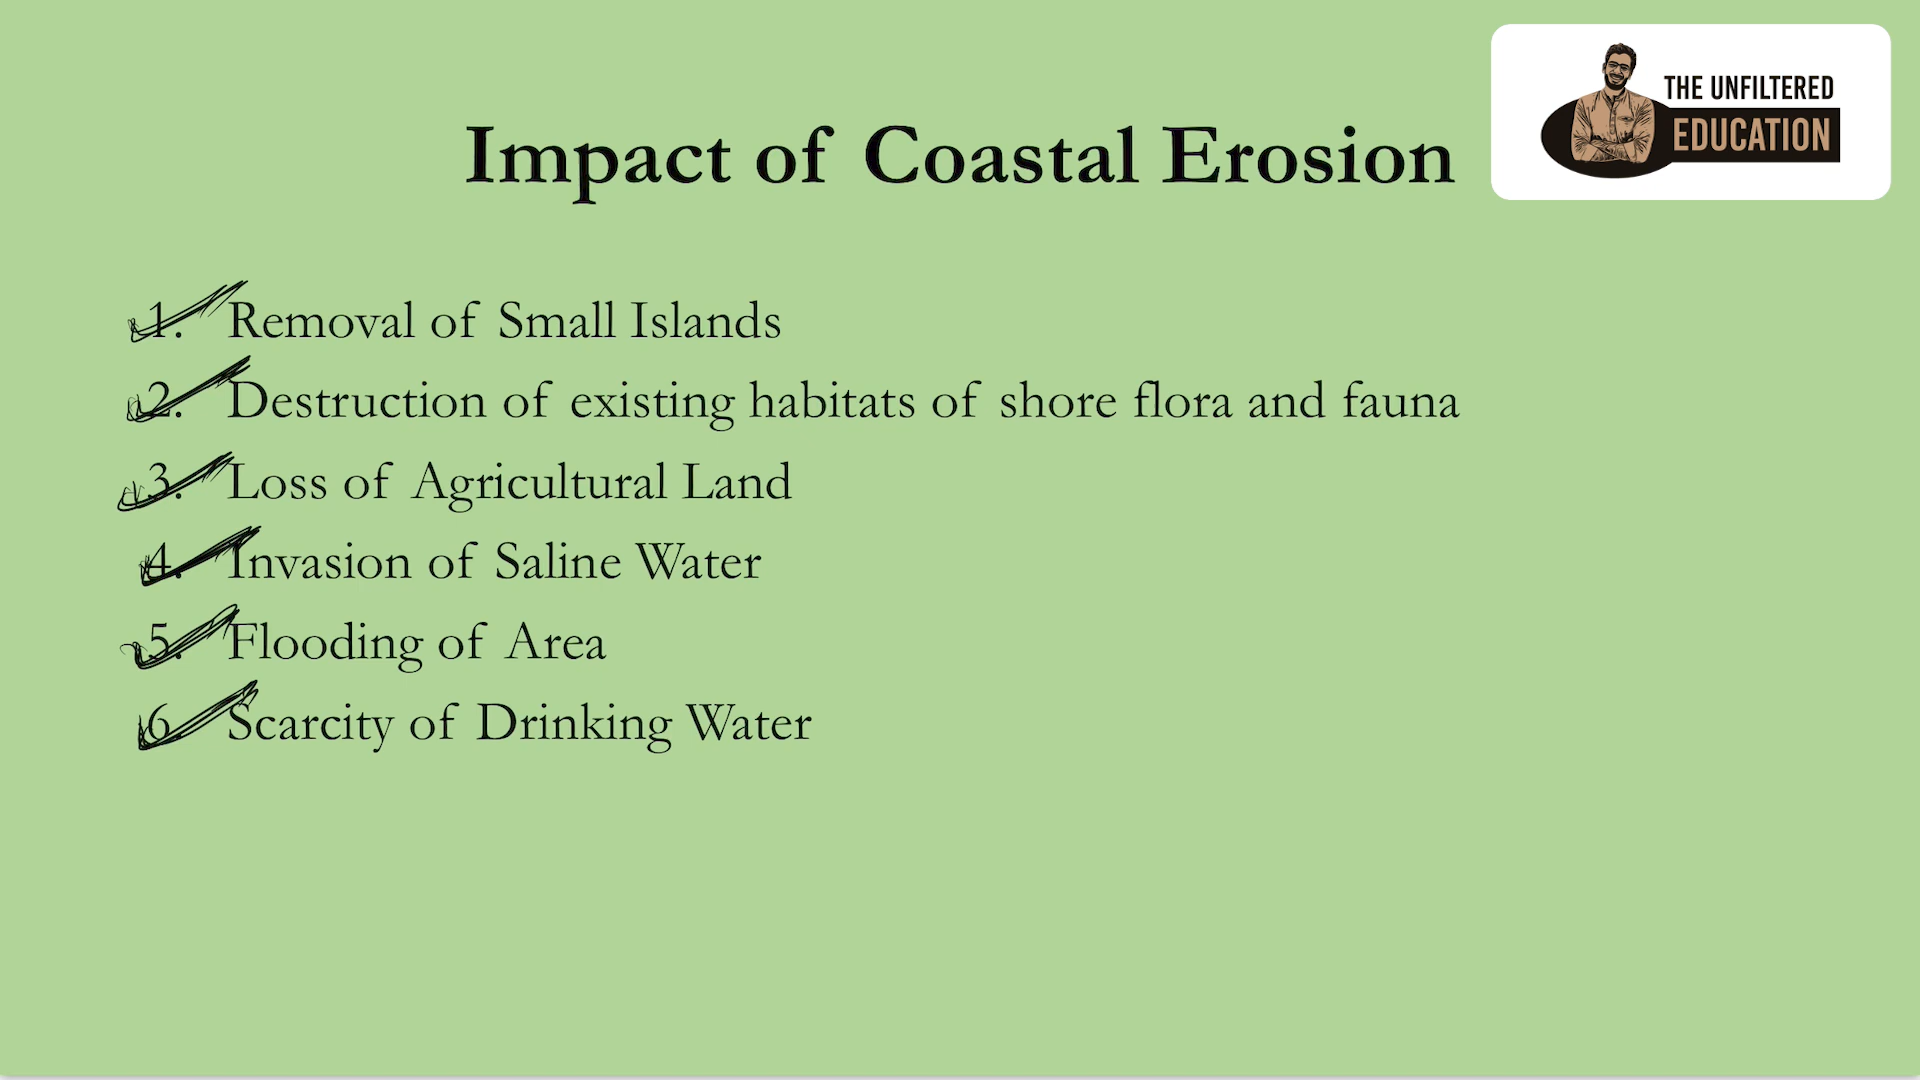 THE UNFILTERED
EDUCATION
Impact of Coastal Erosion
1. Removal of Small Islands
2. Destruction of existing habitats of shore flora and fauna
3. Loss of Agricultural Land
4. Invasion of Saline Water
5. Flooding of Area
6. Scarcity of Drinking Water